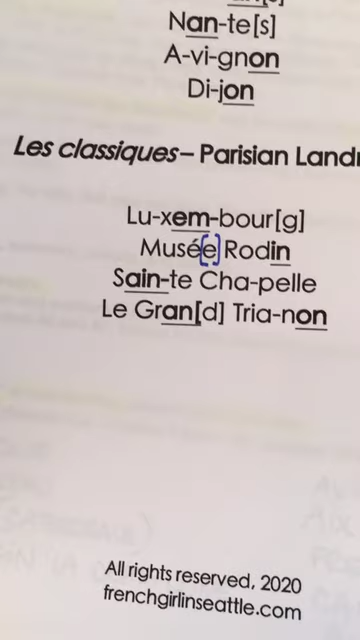 Nan-te[s]
A-vi-gnon
Di-jon
Les classiques– Parisian
Lu-xem-bour[g]
Musé[e] Rodin
Sain-te Cha-pelle
Le Gran[d] Tria-non
All rights reserved, 2020
frenchgirlinseattle.com